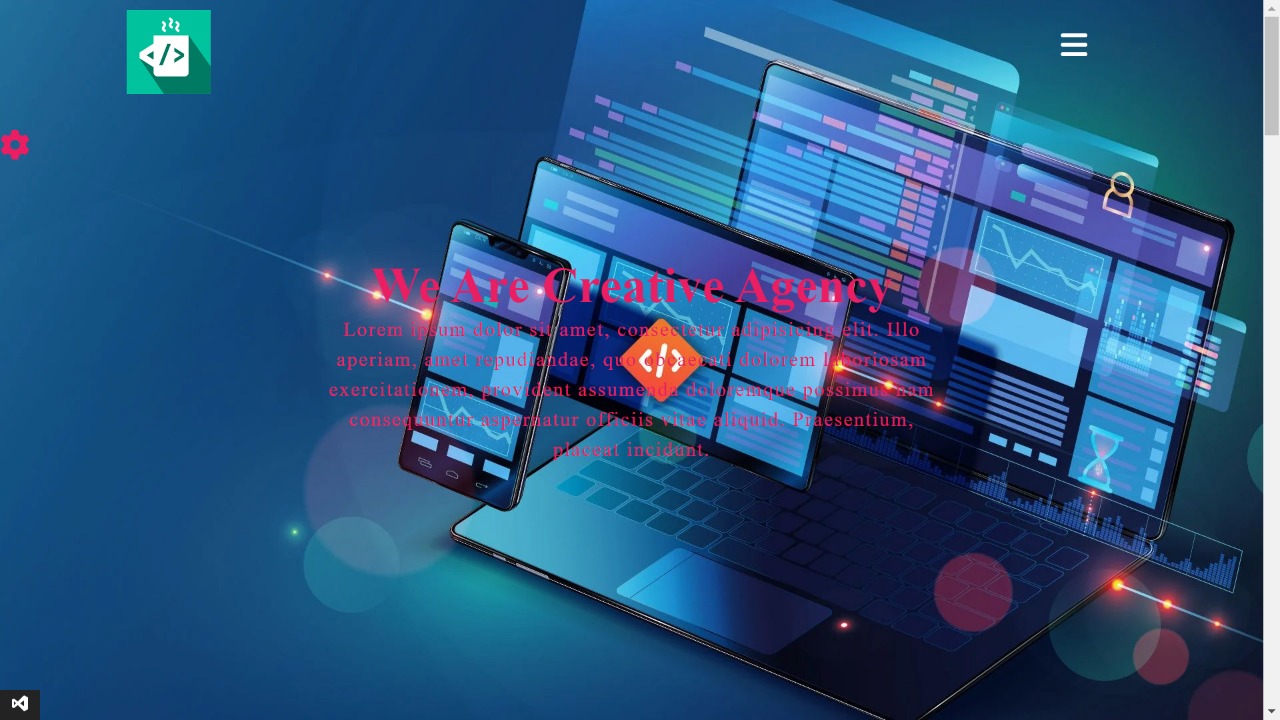 We Are Creative Agency
Lorem ipsum dolor sit amet, consectetur adipisicing elit. Illo
aperiam, amet repudiandae, quo obcaecati dolorem laboriosam
exercitationem, provident assumenda doloremque possimus nam
consequuntur aspernatur officiis vitae aliquid. Praesentium,
placeat incidunt.